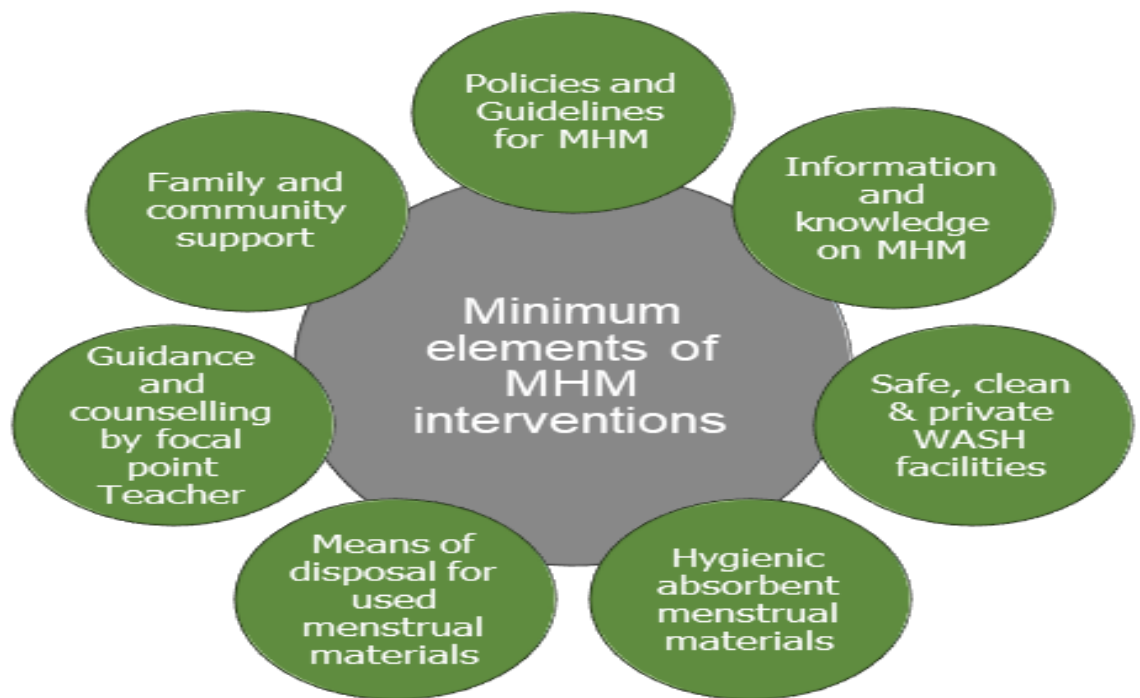 Policies and
Guidelines
for MHM
Information
and
knowledge
on MHM
Safe, clean
& private
WASH
facilities
Hygienic
absorbent
menstrual
materials
Means of
disposal for
used
menstrual
materials
Guidance
and
counselling
by focal
point
Teacher
Family and
community
support
Minimum
elements of
MHM
interventions